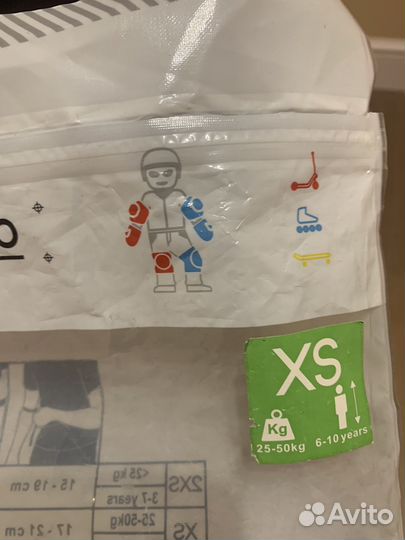 XS
Kg
25-50kg
6-10 years
2XS
<25 kg
3-7 years
15 - 19 cm
XS
25-50kg
17 - 21 cm
Avito